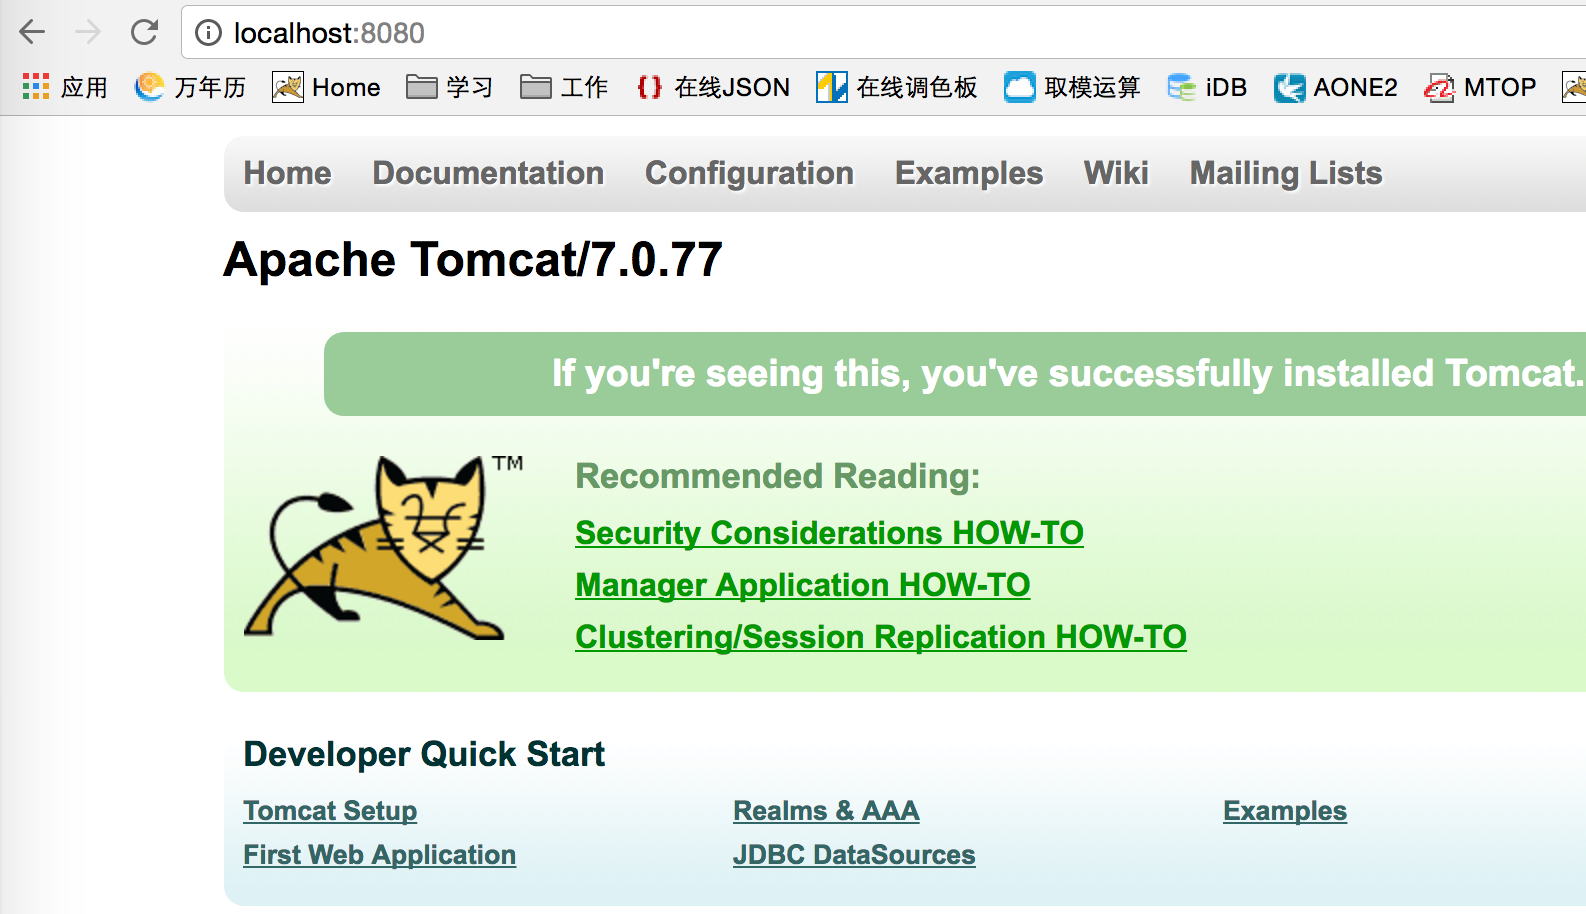 localhost:8080
应用 万年历 Home 学习 工作 在线JSON 在线调色板 取模运算 iDB AONE2 MTOP
Home Documentation Configuration Examples Wiki Mailing Lists
Apache Tomcat/7.0.77
If you're seeing this, you've successfully installed Tomcat.
TM
Recommended Reading:
Security Considerations HOW-TO
Manager Application HOW-TO
Clustering/Session Replication HOW-TO
Developer Quick Start
Tomcat Setup Realms & AAA Examples
First Web Application JDBC DataSources